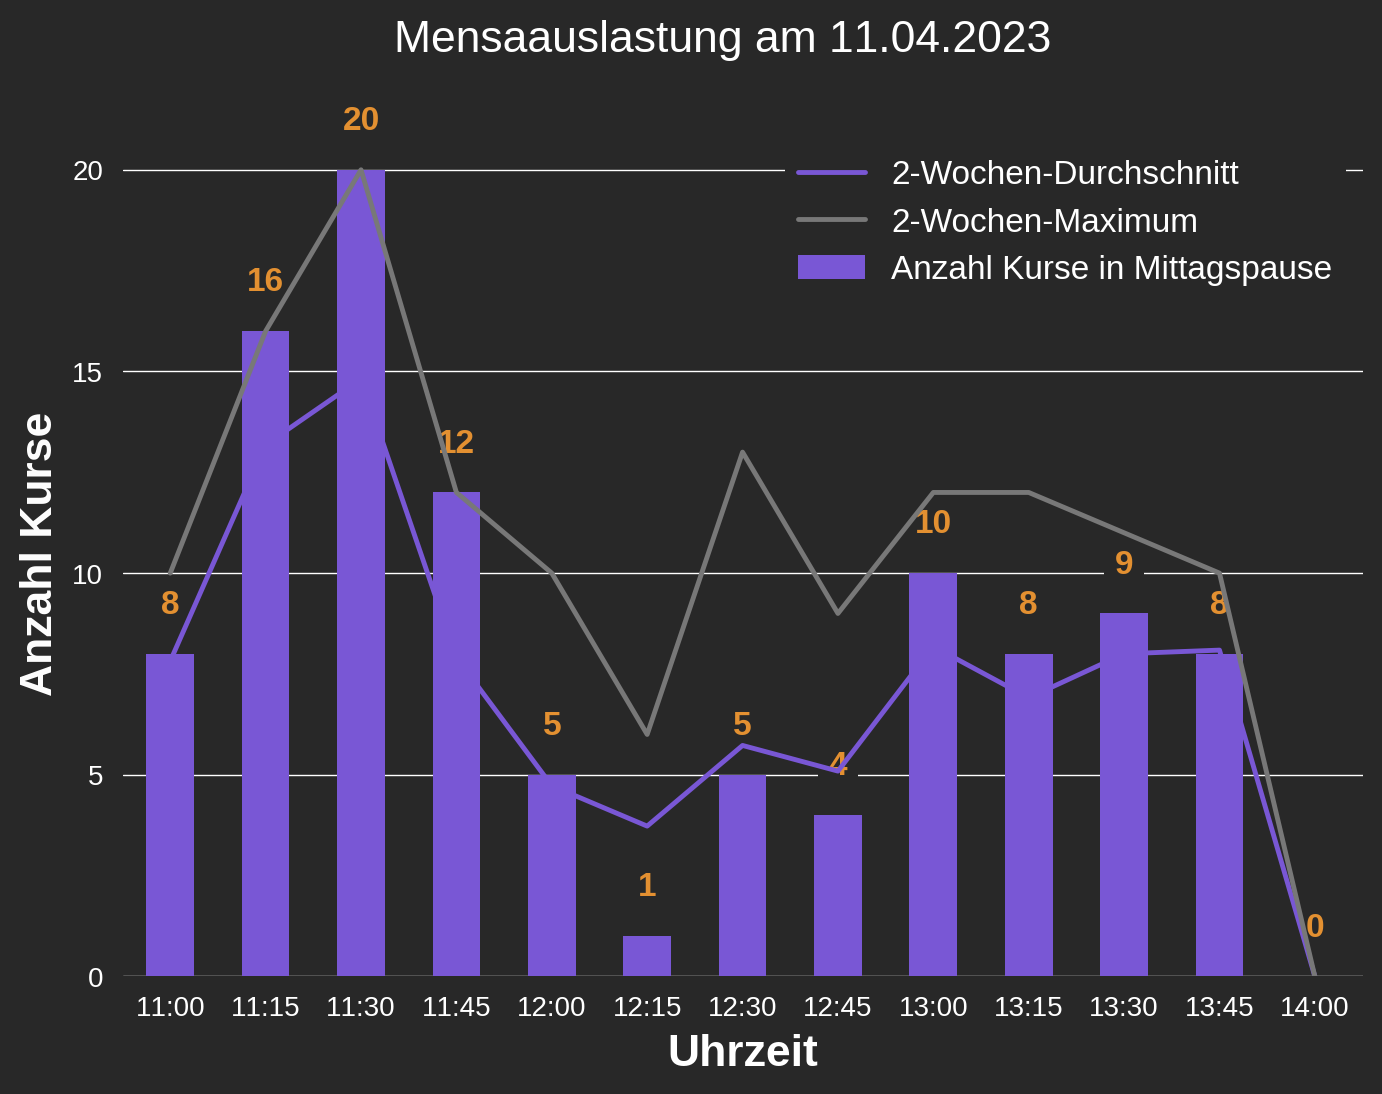 Mensaauslastung am 11.04.2023
2-Wochen-Durchschnitt
2-Wochen-Maximum
Anzahl Kurse in Mittagspause
Anzahl Kurse
20
15
10
5
0
8
16
20
12
5
1
5
4
10
8
9
8
0
11:00 11:15 11:30 11:45 12:00 12:15 12:30 12:45 13:00 13:15 13:30 13:45 14:00
Uhrzeit